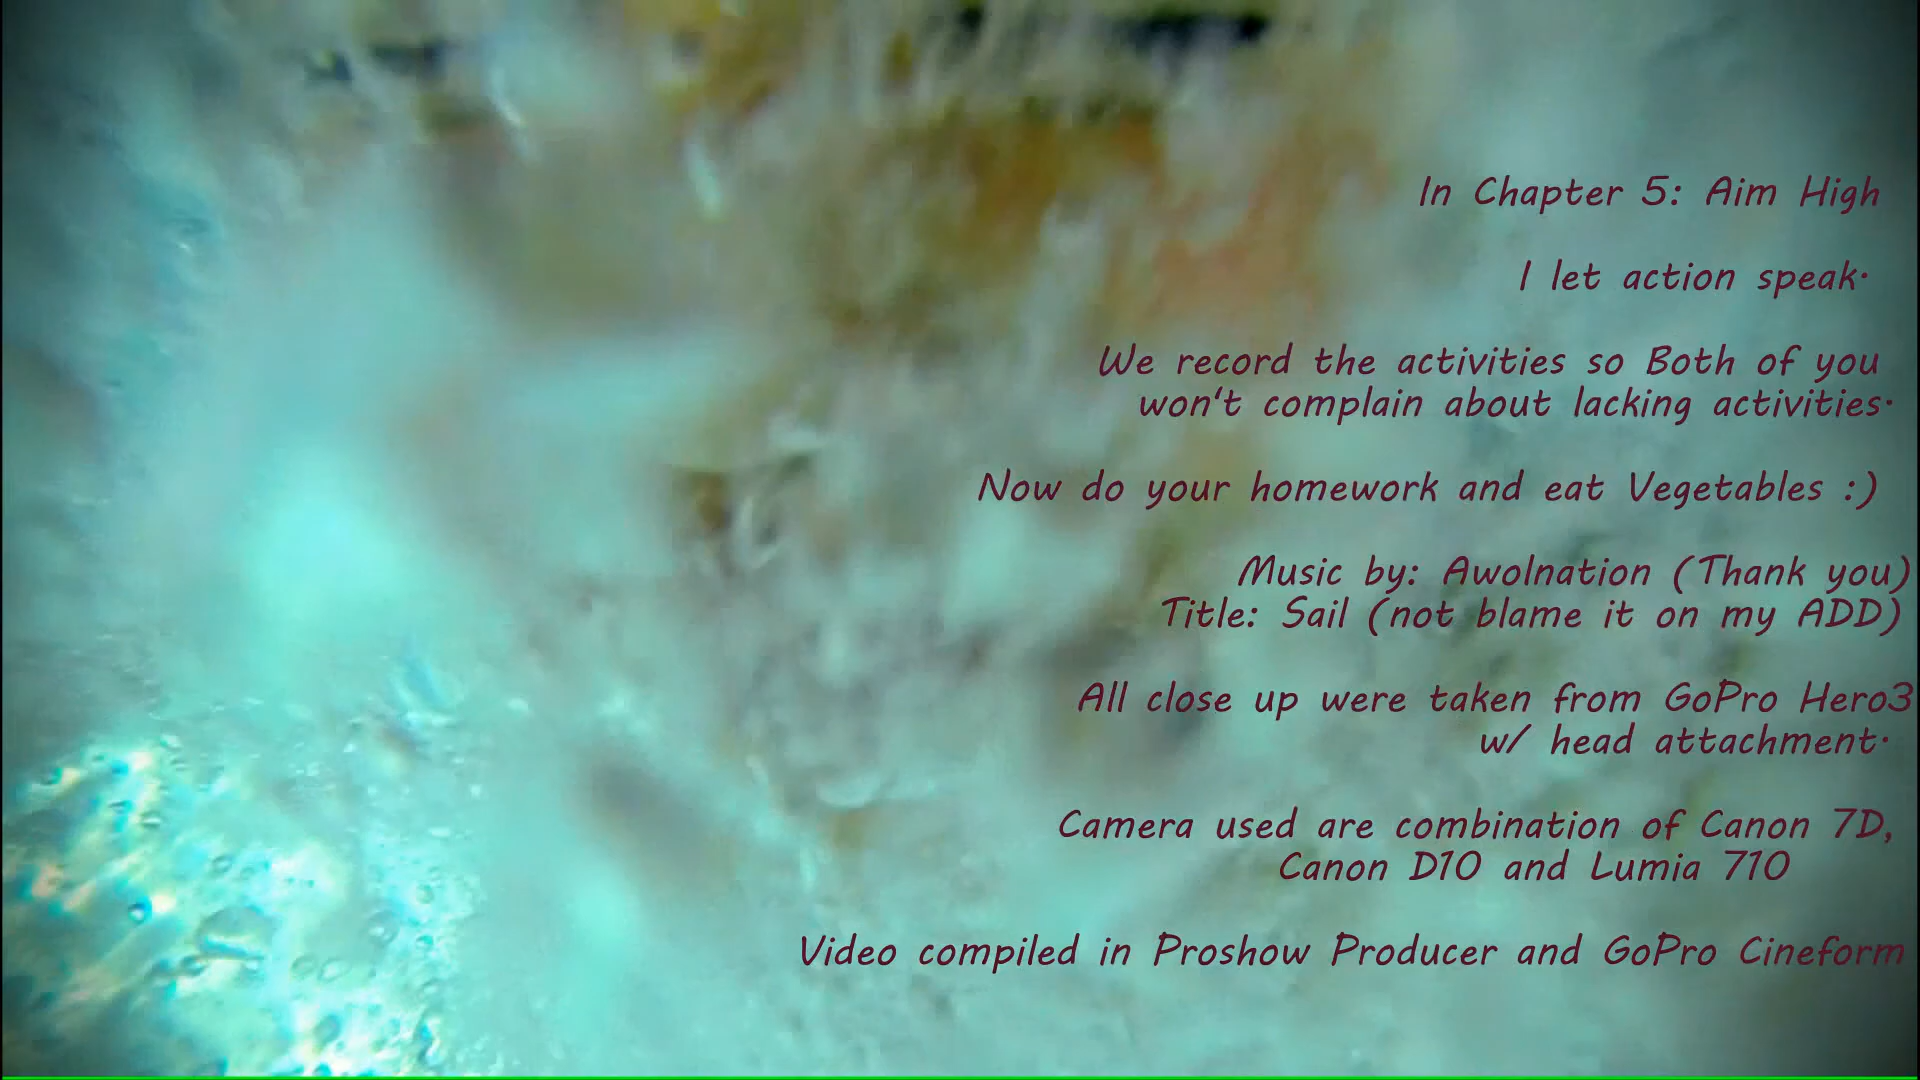 In Chapter 5: Aim High
I let action speak.
We record the activities so Both of you
won't complain about lacking activities.
Now do your homework and eat Vegetables :)
Music by: Awolnation (Thank you)
Title: Sail (not blame it on my ADD)
All close up were taken from GoPro Hero3
w/ head attachment.
Camera used are combination of Canon 7D,
Canon D10 and Lumia 710
Video compiled in Proshow Producer and GoPro Cineform